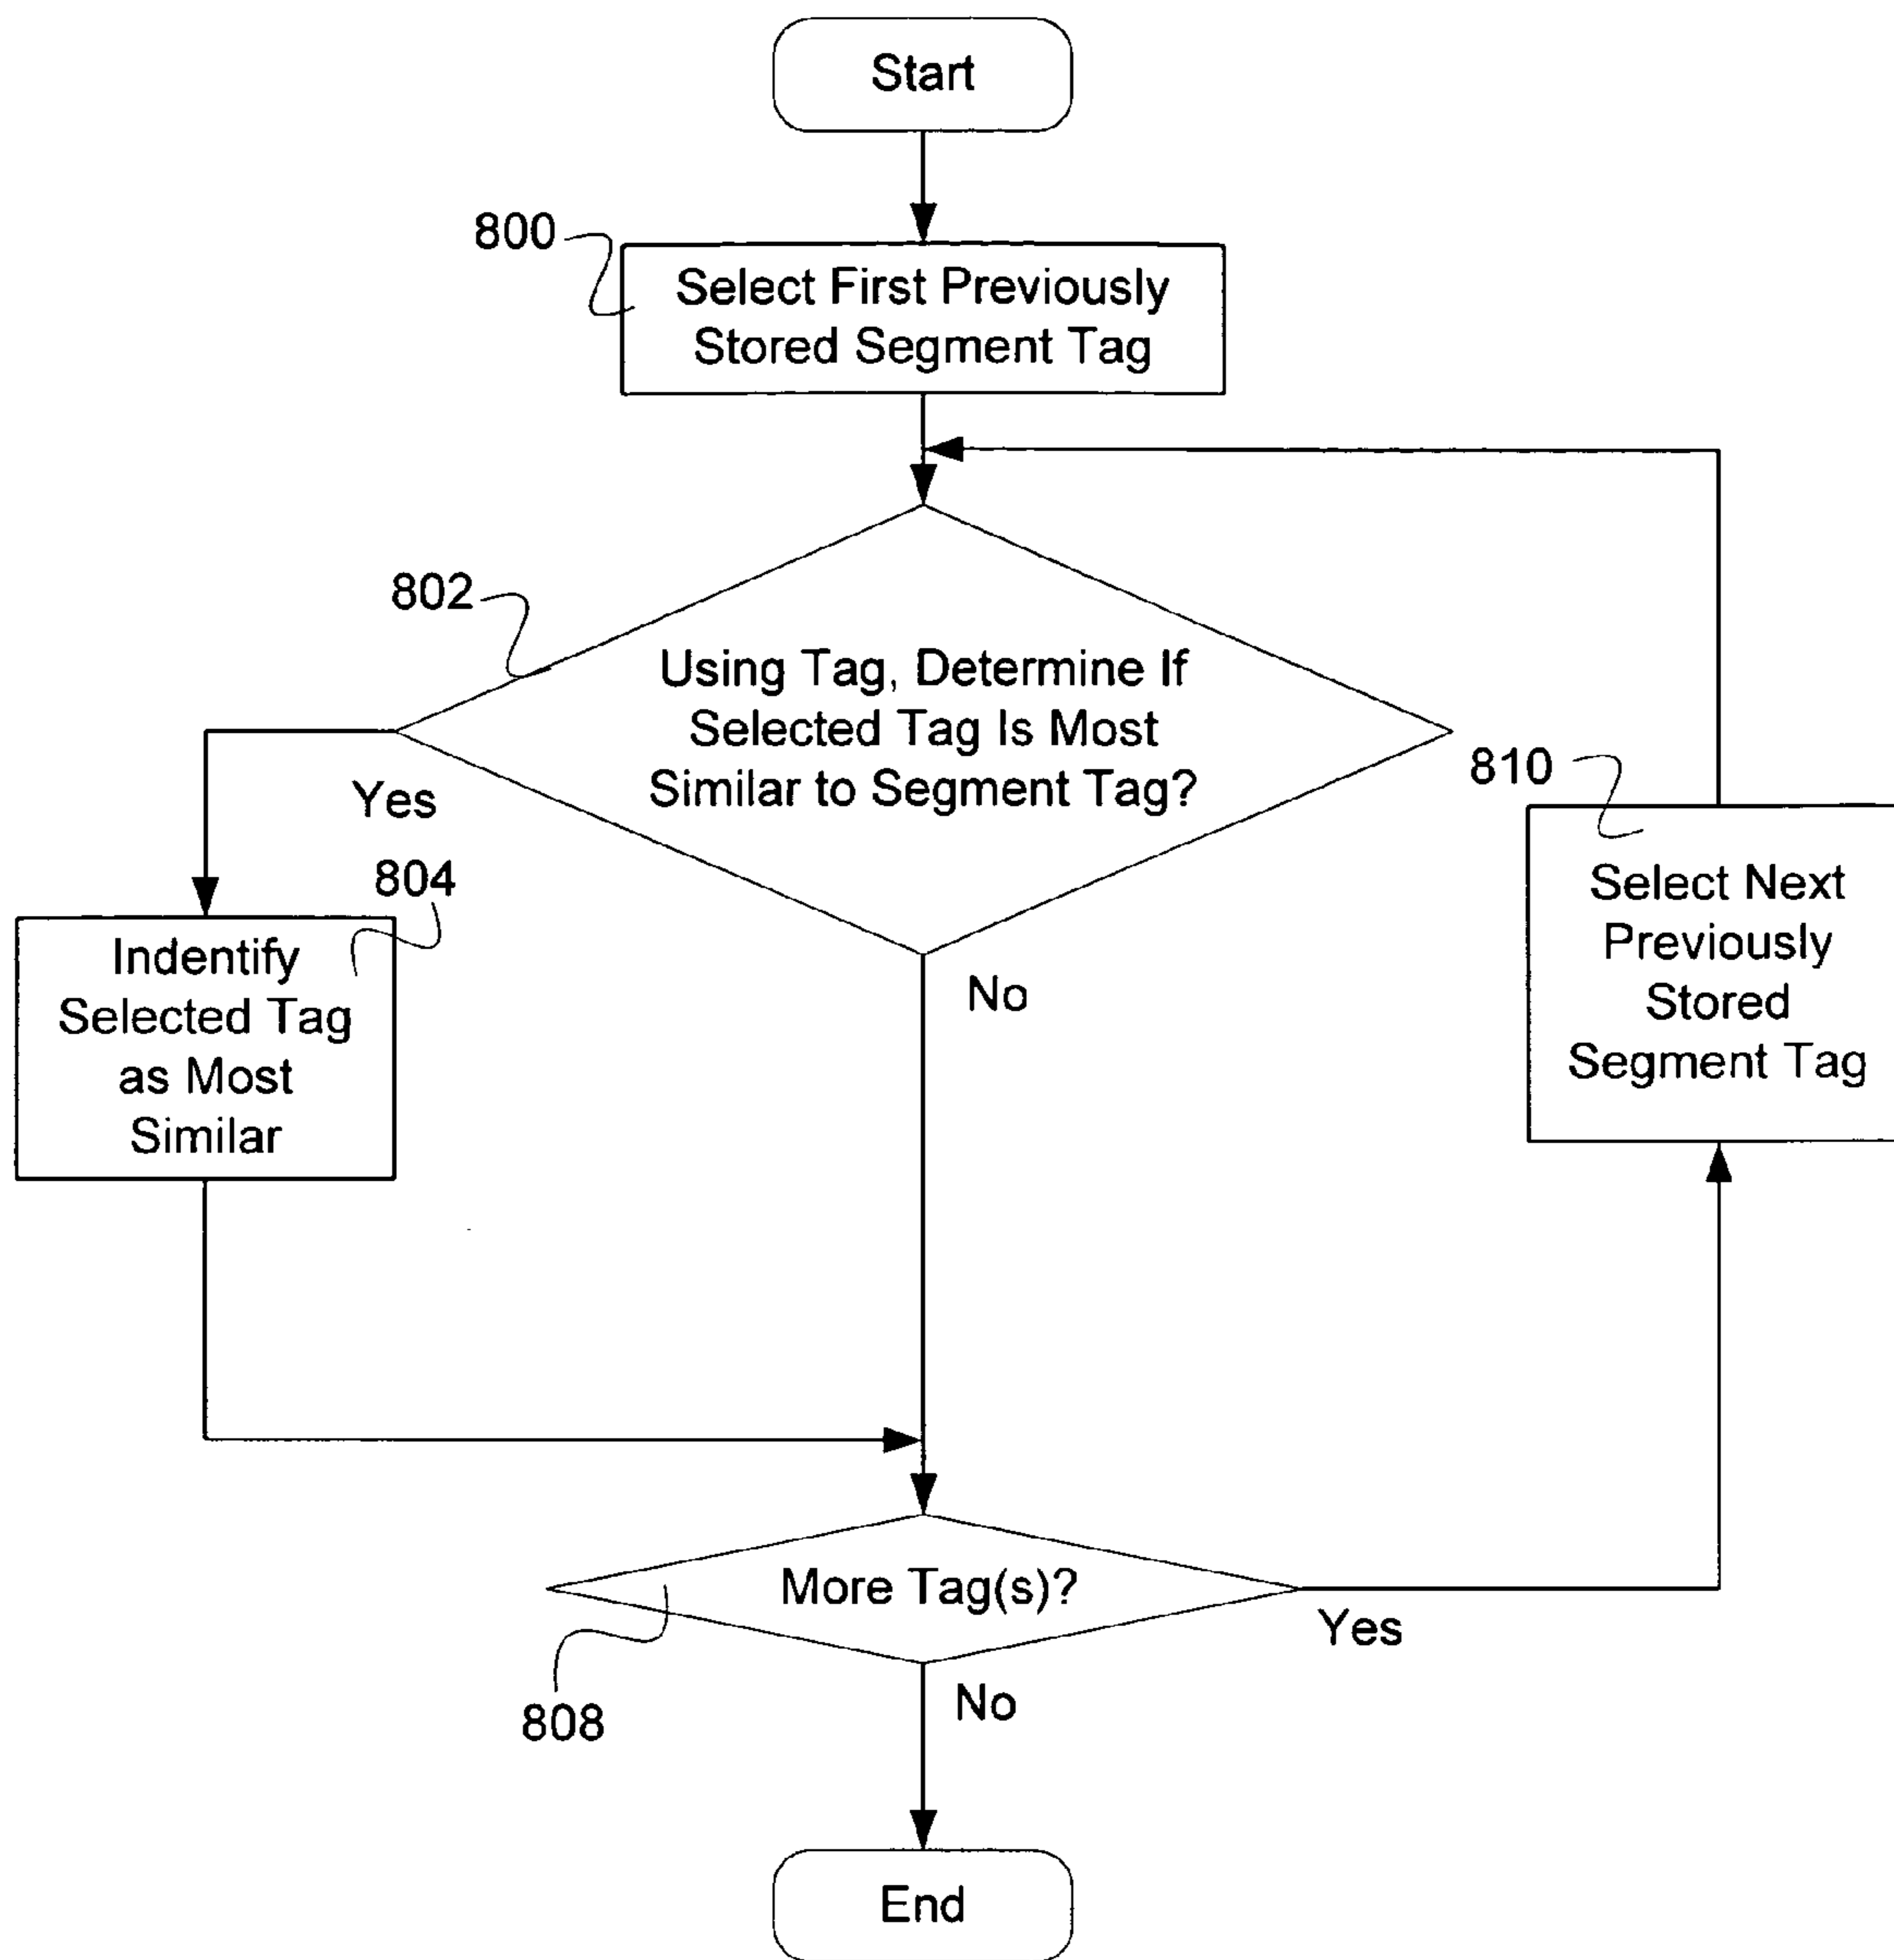 Start
800
Select First Previously
Stored Segment Tag
802
Using Tag, Determine If
Selected Tag Is Most
Similar to Segment Tag?
Yes
804
Indentify
Selected Tag
as Most
Similar
No
810
Select Next
Previously
Stored
Segment Tag
More Tag(s)?
Yes
808
No
End